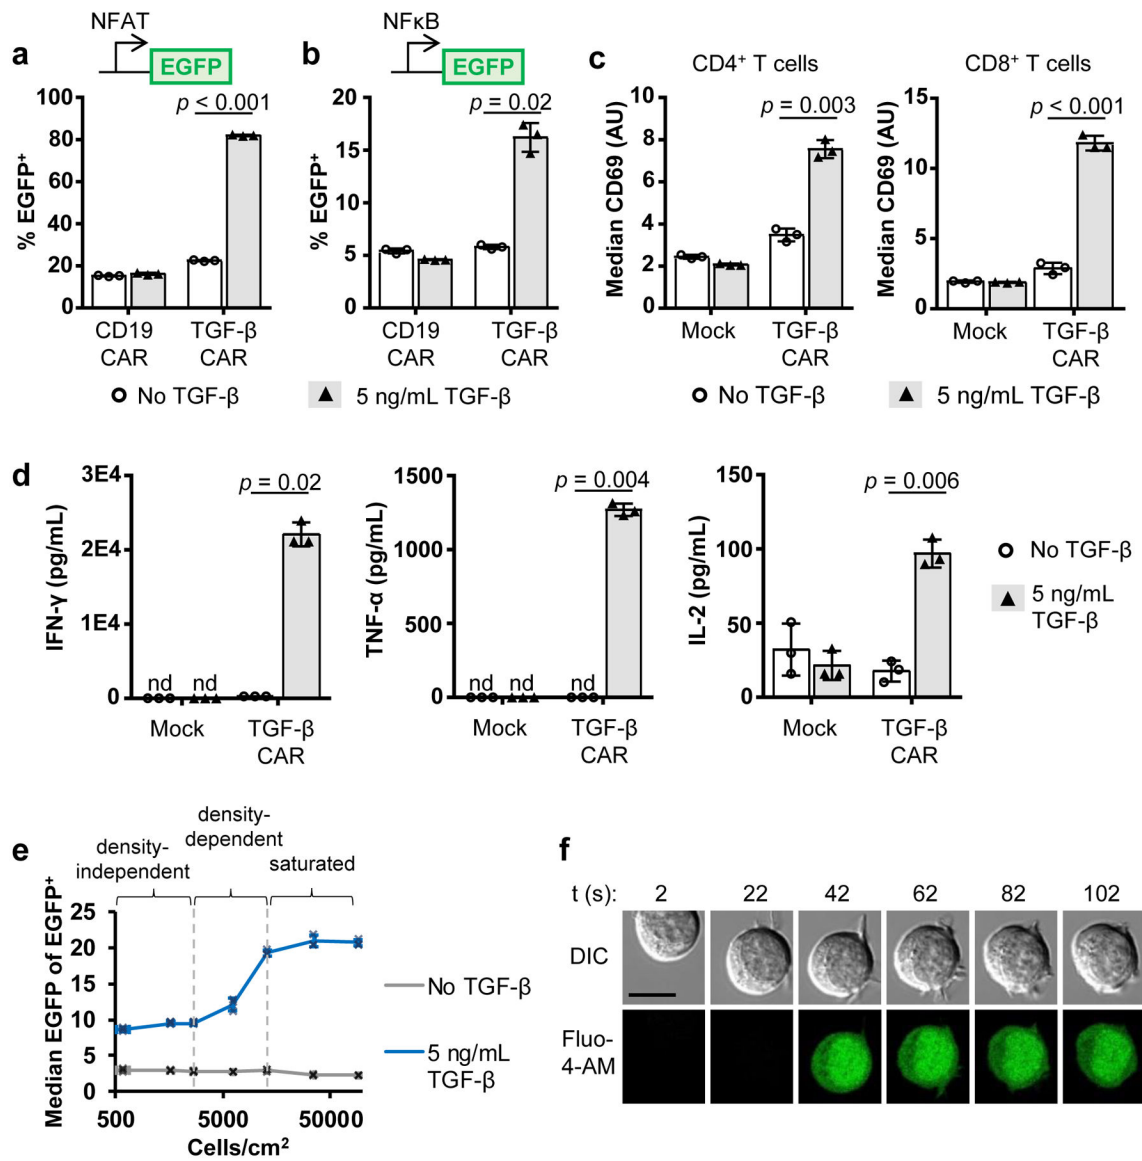 NFAT
a
EGFP
p < 0.001
% EGFP⁺
100
80
60
40
20
0
CD19
CAR
TGF-β
CAR
NFκB
b
EGFP
p = 0.02
% EGFP⁺
20
15
10
5
0
CD19
CAR
TGF-β
CAR
No TGF-β
5 ng/mL TGF-β
c
CD4⁺ T cells
p = 0.003
Median CD69 (AU)
10
8
6
4
2
0
Mock
TGF-β
CAR
CD8⁺ T cells
p < 0.001
Median CD69 (AU)
15
10
5
0
Mock
TGF-β
CAR
No TGF-β
5 ng/mL TGF-β
d
p = 0.02
IFN-γ (pg/mL)
3E4
2E4
1E4
0
nd nd
Mock
TGF-β
CAR
p = 0.004
TNF-α (pg/mL)
1500
1000
500
0
nd nd nd
Mock
TGF-β
CAR
p = 0.006
IL-2 (pg/mL)
150
100
50
0
Mock
TGF-β
CAR
No TGF-β
5 ng/mL
TGF-β
e
density-
independent
density-
dependent
saturated
Median EGFP of EGFP⁺
25
20
15
10
5
0
500 5000 50000
Cells/cm²
No TGF-β
5 ng/mL
TGF-β
f
t (s): 2 22 42 62 82 102
DIC
Fluo-
4-AM